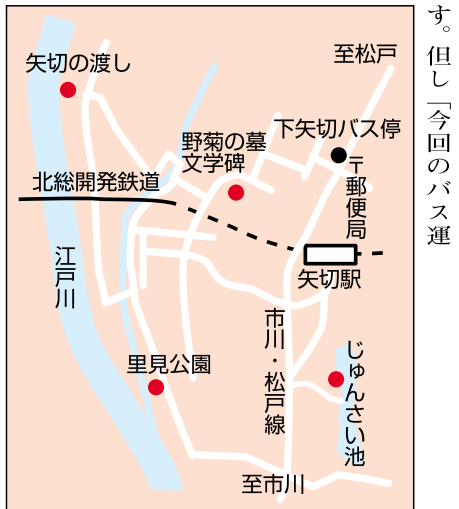 す。但し「今回のバス運
至松戸
矢切の渡し
下矢切バス停
野菊の墓
文学碑
〒郵便局
北総開発鉄道
矢切駅
江戸川
市川・松戸線
里見公園
じゅんさい池
至市川